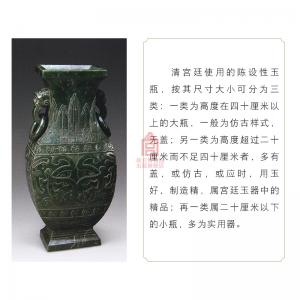 清宫廷使用的陈设性玉
瓶，按其尺寸大小可分为三
类：一类为高度在四十厘米以
上的大瓶，一般为仿古样式，
无盖；另一类为高度超过二十
厘米而不足四十厘米者，多有
盖，或仿古，或应时，用玉
好，制造精，属宫廷玉器中的
精品；再一类属二十厘米以下
的小瓶，多为实用器。